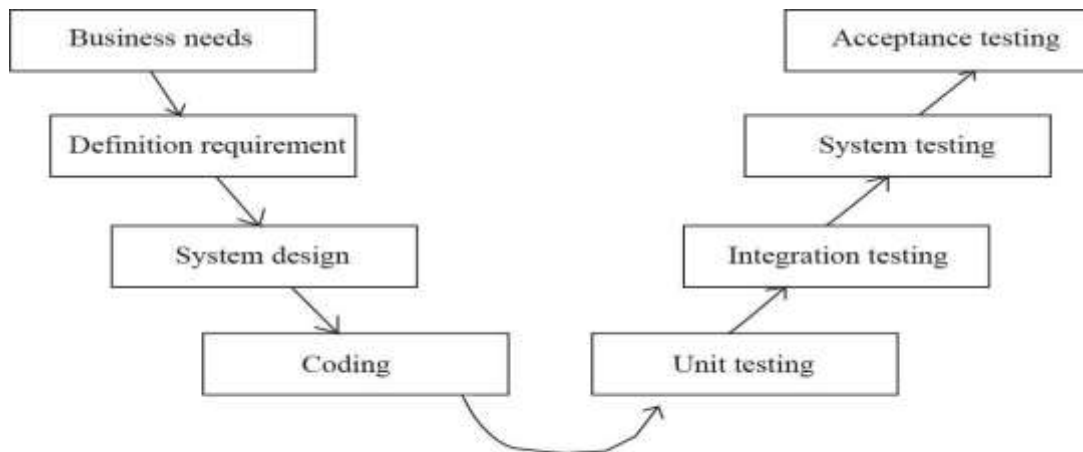 Business needs
Acceptance testing
Definition requirement
System testing
System design
Integration testing
Coding
Unit testing